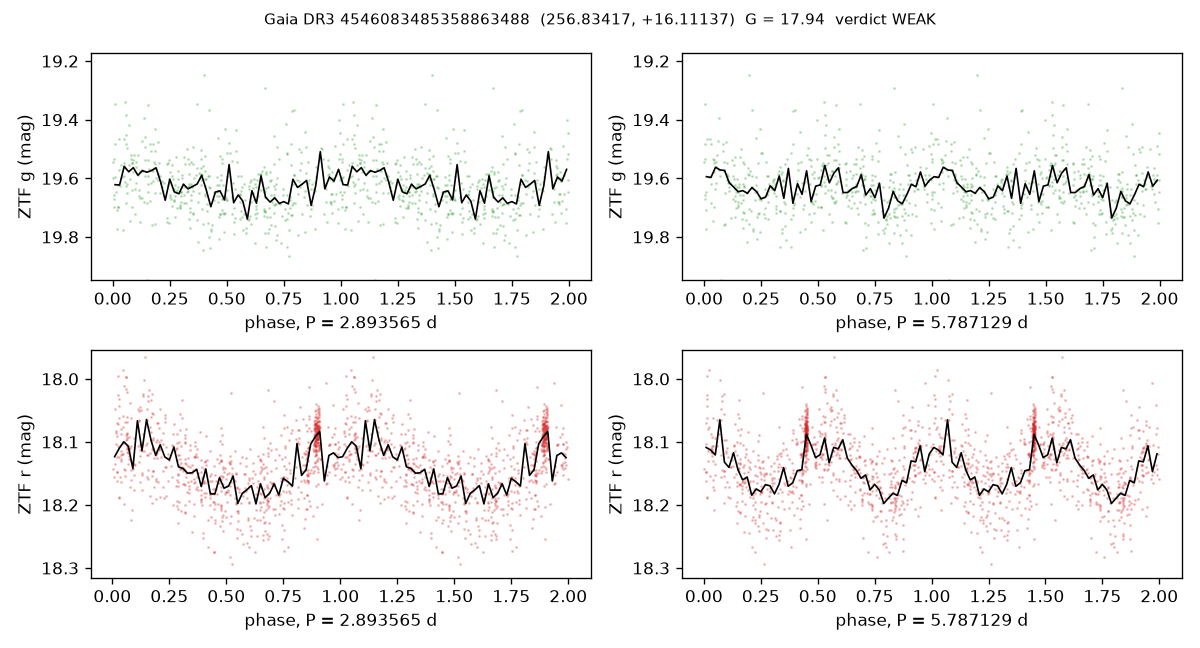 Gaia DR3 4546083485358863488 (256.83417, +16.11137) G = 17.94 verdict WEAK
ZTF g (mag)
19.2
19.4
19.6
19.8
0.00 0.25 0.50 0.75 1.00 1.25 1.50 1.75 2.00
phase, P = 2.893565 d
ZTF g (mag)
19.2
19.4
19.6
19.8
0.00 0.25 0.50 0.75 1.00 1.25 1.50 1.75 2.00
phase, P = 5.787129 d
ZTF r (mag)
18.0
18.1
18.2
18.3
0.00 0.25 0.50 0.75 1.00 1.25 1.50 1.75 2.00
phase, P = 2.893565 d
ZTF r (mag)
18.0
18.1
18.2
18.3
0.00 0.25 0.50 0.75 1.00 1.25 1.50 1.75 2.00
phase, P = 5.787129 d